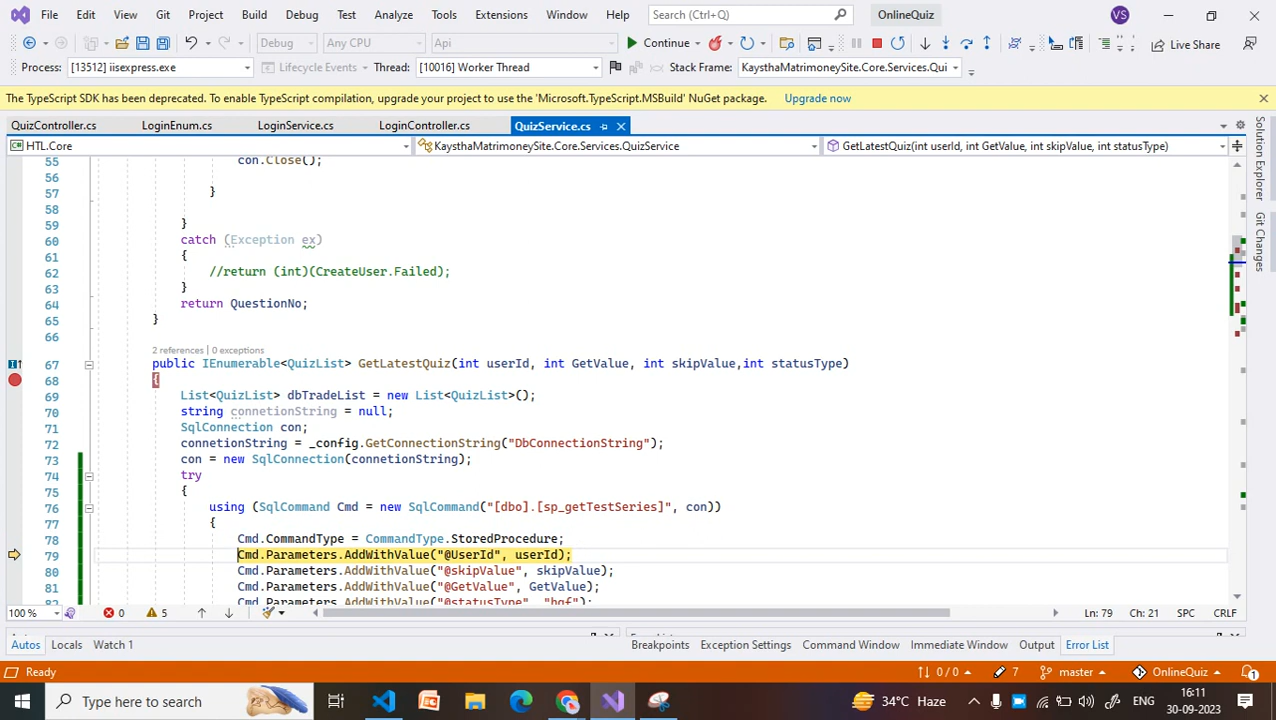 File Edit View Git Project Build Debug Test Analyze Tools Extensions Window Help Search (Ctrl+Q) OnlineQuiz VS
Debug Any CPU Api Continue Live Share
Process: [13512] iisexpress.exe Lifecycle Events Thread: [10016] Worker Thread Stack Frame: KaysthaMatrimoneySite.Core.Services.Qui
The TypeScript SDK has been deprecated. To enable TypeScript compilation, upgrade your project to use the 'Microsoft.TypeScript.MSBuild' NuGet package. Upgrade now
QuizController.cs LoginEnum.cs LoginService.cs LoginController.cs QuizService.cs
HTL.Core KaysthaMatrimoneySite.Core.Services.QuizService GetLatestQuiz(int userId, int GetValue, int skipValue, int statusType)
55 con.Close();
56
57 }
58
59 }
60 catch (Exception ex)
61 {
62 //return (int)(CreateUser.Failed);
63 }
64 return QuestionNo;
65 }
66
2 references | 0 exceptions
67 public IEnumerable<QuizList> GetLatestQuiz(int userId, int GetValue, int skipValue,int statusType)
68 {
69 List<QuizList> dbTradeList = new List<QuizList>();
70 string connetionString = null;
71 SqlConnection con;
72 connetionString = _config.GetConnectionString("DbConnectionString");
73 con = new SqlConnection(connetionString);
74 try
75 {
76 using (SqlCommand Cmd = new SqlCommand("[dbo].[sp_getTestSeries]", con))
77 {
78 Cmd.CommandType = CommandType.StoredProcedure;
79 Cmd.Parameters.AddWithValue("@UserId", userId);
80 Cmd.Parameters.AddWithValue("@skipValue", skipValue);
81 Cmd.Parameters.AddWithValue("@GetValue", GetValue);
82 Cmd.Parameters.AddWithValue("@statusType", "hgf");
100 % 0 5 Ln: 79 Ch: 21 SPC CRLF
Autos Locals Watch 1 Breakpoints Exception Settings Command Window Immediate Window Output Error List
Ready 0 / 0 7 master OnlineQuiz 1
Type here to search 34°C Haze ENG 16:11
30-09-2023
Solution Explorer
Git Changes